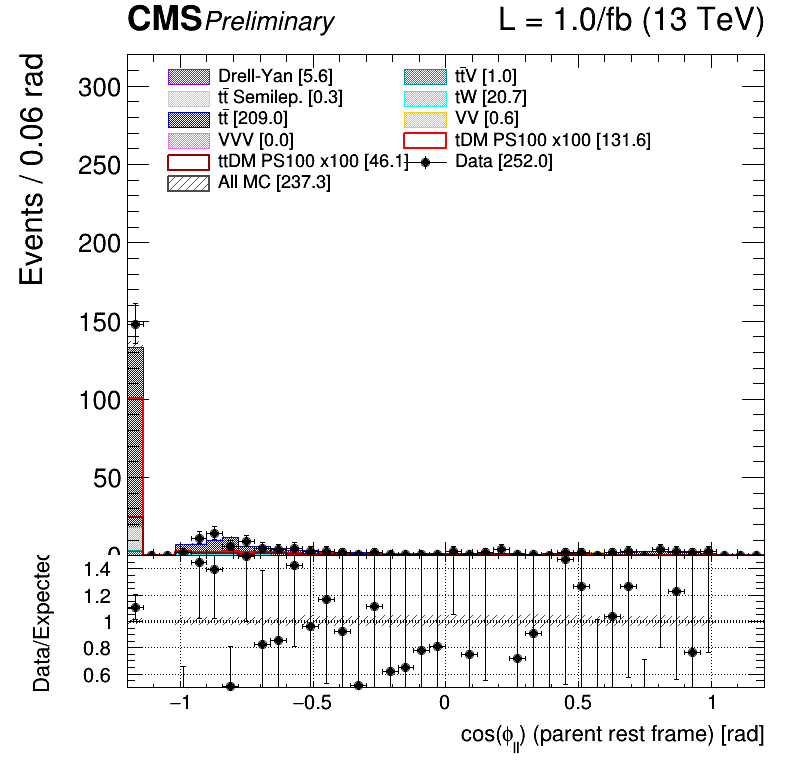 CMS Preliminary L = 1.0/fb (13 TeV)
Events / 0.06 rad
300
250
200
150
100
50
0
Drell-Yan [5.6]
tt̄ Semilep. [0.3]
tt̄ [209.0]
VVV [0.0]
ttDM PS100 x100 [46.1]
All MC [237.3]
tt̄V [1.0]
tW [20.7]
VV [0.6]
tDM PS100 x100 [131.6]
Data [252.0]
Data/Expected
1.4
1.2
1
0.8
0.6
−1 −0.5 0 0.5 1
cos(ϕ_ll) (parent rest frame) [rad]